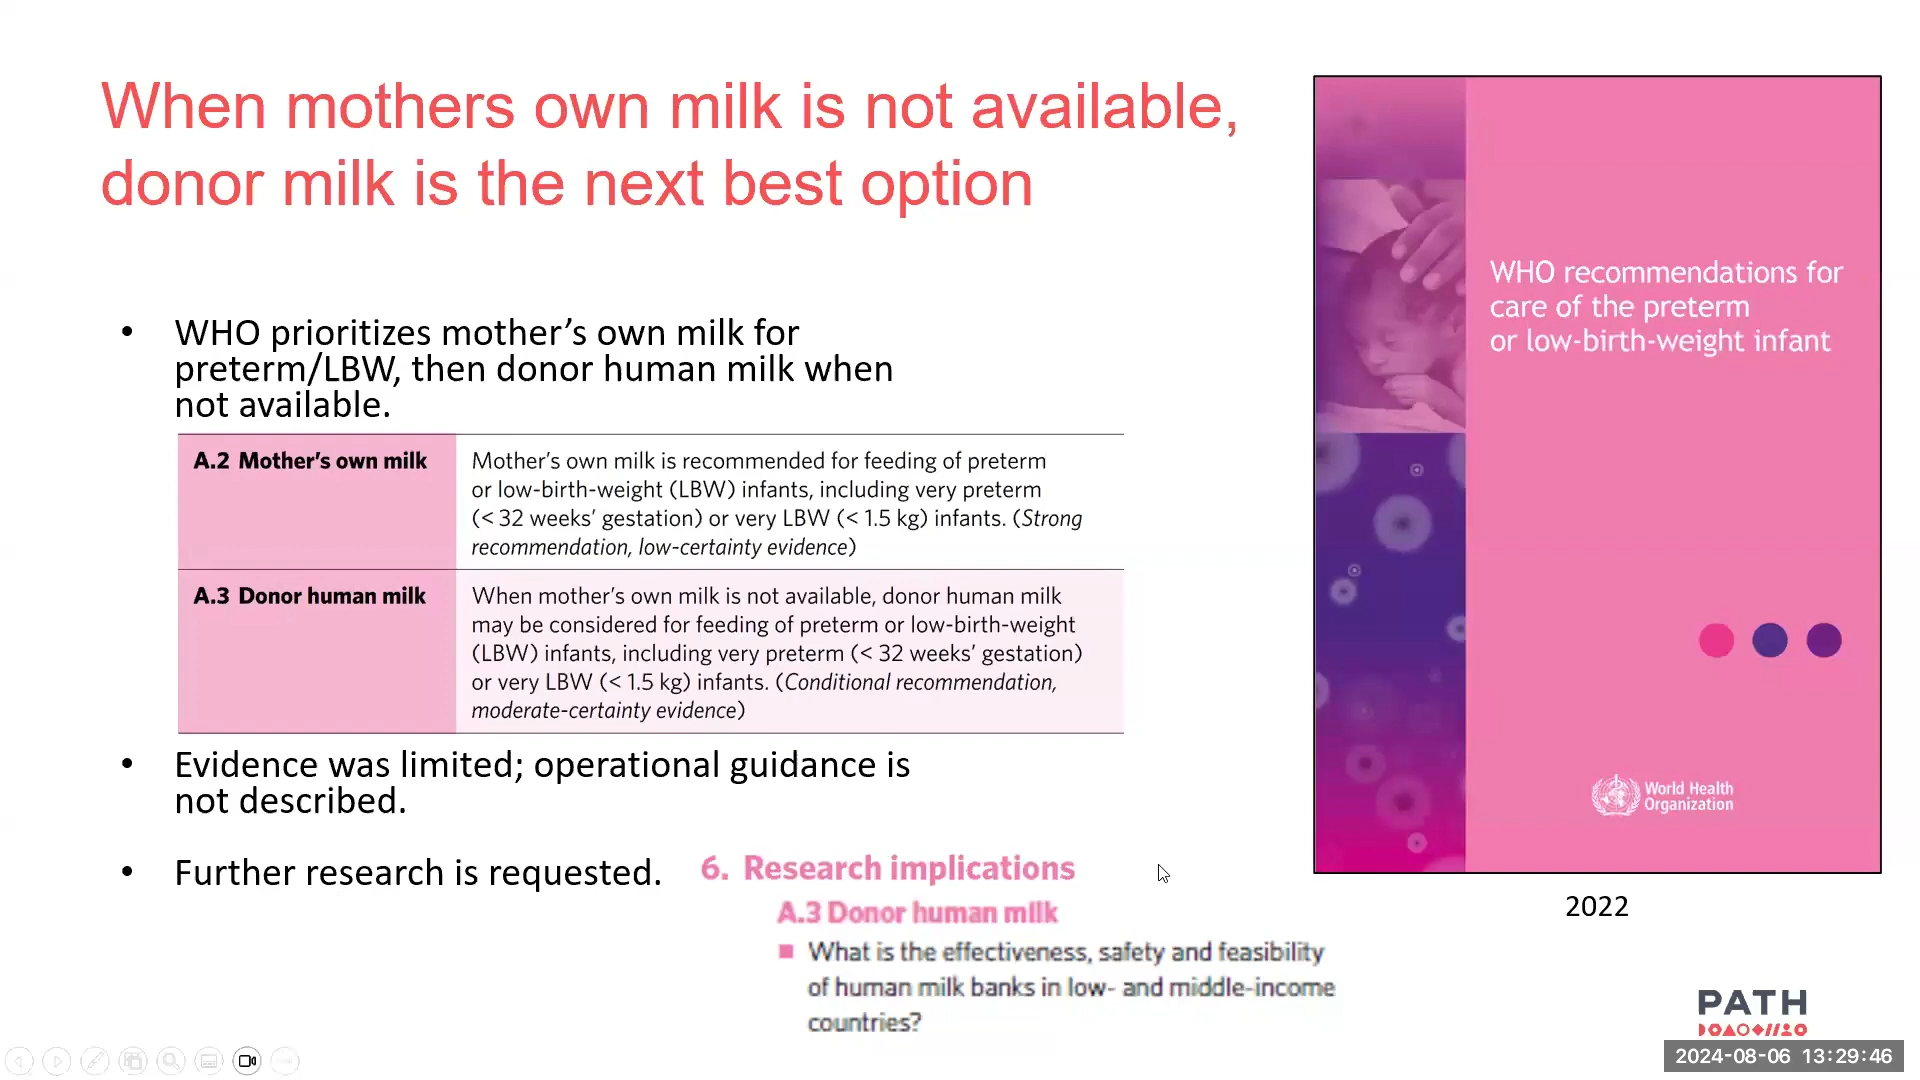 When mothers own milk is not available,
donor milk is the next best option
• WHO prioritizes mother’s own milk for
preterm/LBW, then donor human milk when
not available.
A.2 Mother’s own milk
Mother’s own milk is recommended for feeding of preterm
or low-birth-weight (LBW) infants, including very preterm
(< 32 weeks’ gestation) or very LBW (< 1.5 kg) infants. (Strong
recommendation, low-certainty evidence)
A.3 Donor human milk
When mother’s own milk is not available, donor human milk
may be considered for feeding of preterm or low-birth-weight
(LBW) infants, including very preterm (< 32 weeks’ gestation)
or very LBW (< 1.5 kg) infants. (Conditional recommendation,
moderate-certainty evidence)
• Evidence was limited; operational guidance is
not described.
• Further research is requested.
6. Research implications
A.3 Donor human milk
■ What is the effectiveness, safety and feasibility
of human milk banks in low- and middle-income
countries?
WHO recommendations for
care of the preterm
or low-birth-weight infant
World Health
Organization
2022
PATH
2024-08-06 13:29:46